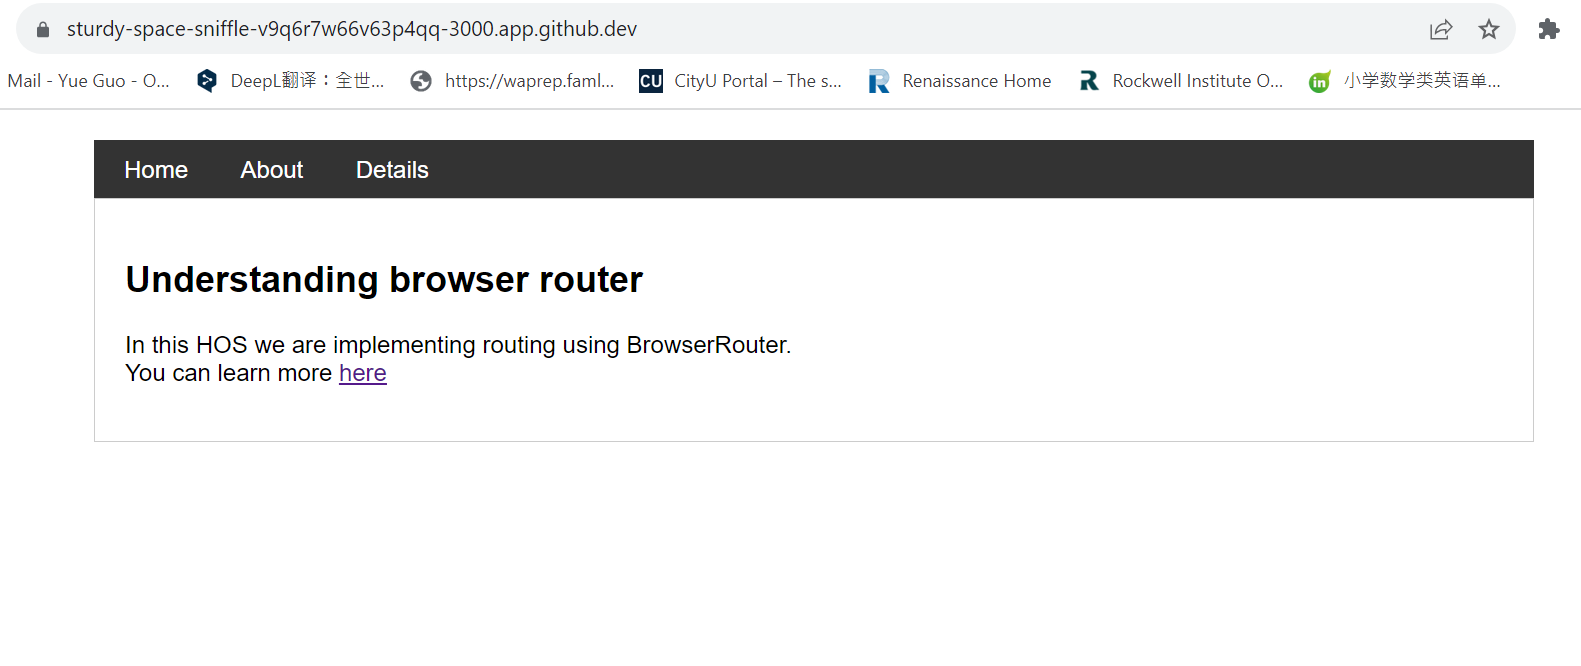 sturdy-space-sniffle-v9q6r7w66v63p4qq-3000.app.github.dev
Mail - Yue Guo - O... DeepL翻译：全世... https://waprep.faml... CU CityU Portal – The s... Renaissance Home Rockwell Institute O... in 小学数学类英语单...
Home About Details
Understanding browser router
In this HOS we are implementing routing using BrowserRouter.
You can learn more here